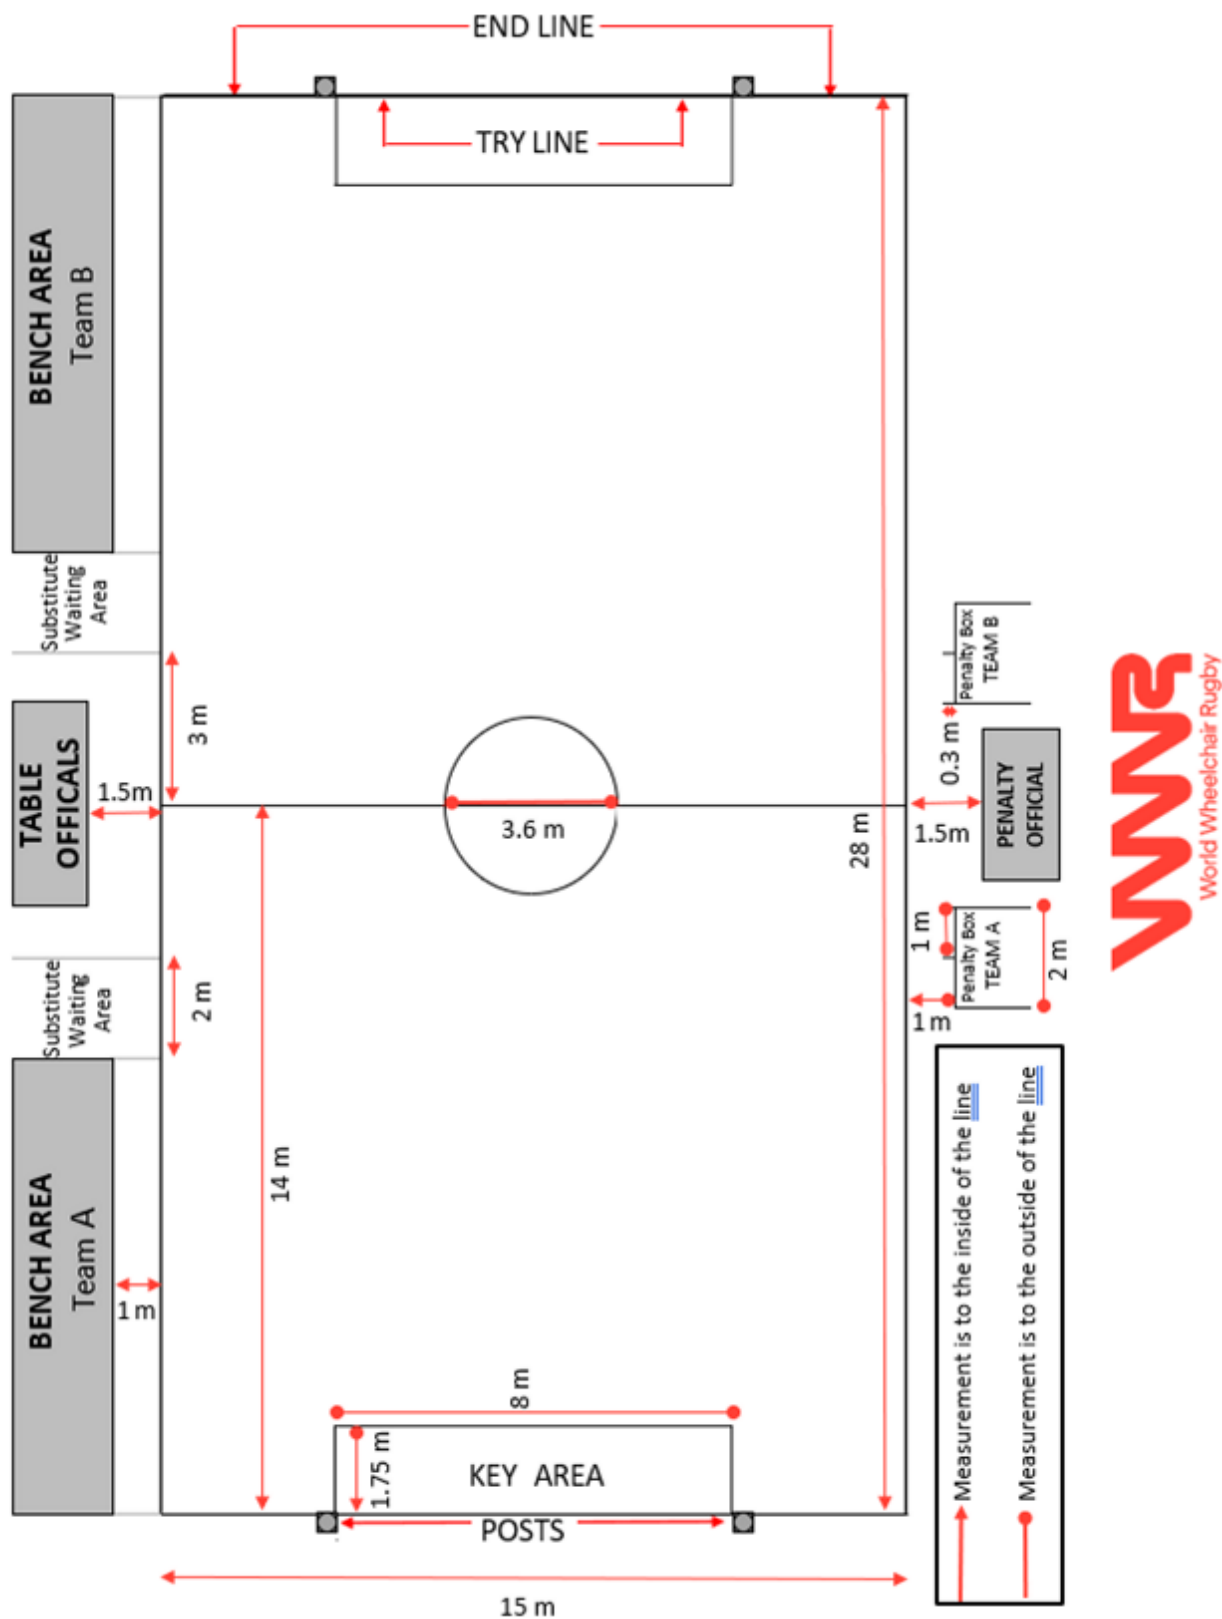 END LINE
TRY LINE
BENCH AREA
Team B
Substitute
Waiting
Area
3 m
TABLE
OFFICALS
1.5m
3.6 m
28 m
Penalty Box
TEAM B
0.3 m
PENALTY
OFFICIAL
1.5m
Substitute
Waiting
Area
2 m
1 m
Penalty Box
TEAM A
2 m
1 m
BENCH AREA
Team A
1 m
14 m
8 m
1.75 m
KEY AREA
POSTS
15 m
Measurement is to the inside of the line
Measurement is to the outside of the line
WWR
World Wheelchair Rugby